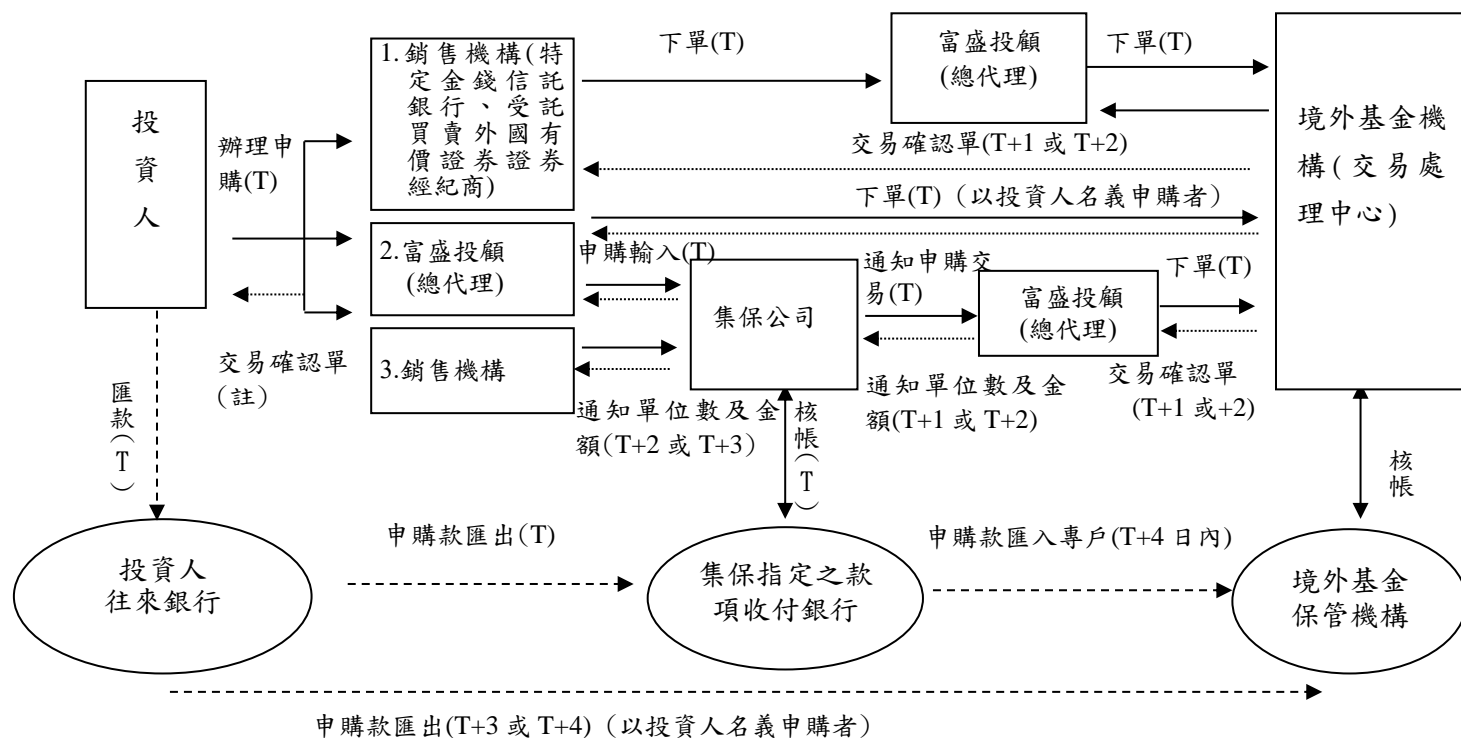 投
資
人
辦理申
購(T)
1.銷售機構(特
定金錢信託
銀行、受託
買賣外國有
價證券證券
經紀商)
下單(T)
富盛投顧
(總代理)
下單(T)
境外基金機
構(交易處
理中心)
交易確認單(T+1 或 T+2)
下單(T)（以投資人名義申購者）
2.富盛投顧
(總代理)
申購輸入(T)
集保公司
通知申購交
易(T)
富盛投顧
(總代理)
下單(T)
3.銷售機構
交易確認單
(註)
匯款(T)
通知單位數及金
額(T+2 或 T+3)
核帳(T)
通知單位數及金
額(T+1 或 T+2)
交易確認單
(T+1 或+2)
核帳
投資人
往來銀行
申購款匯出(T)
集保指定之款
項收付銀行
申購款匯入專戶(T+4 日內)
境外基金
保管機構
申購款匯出(T+3 或 T+4)（以投資人名義申購者）